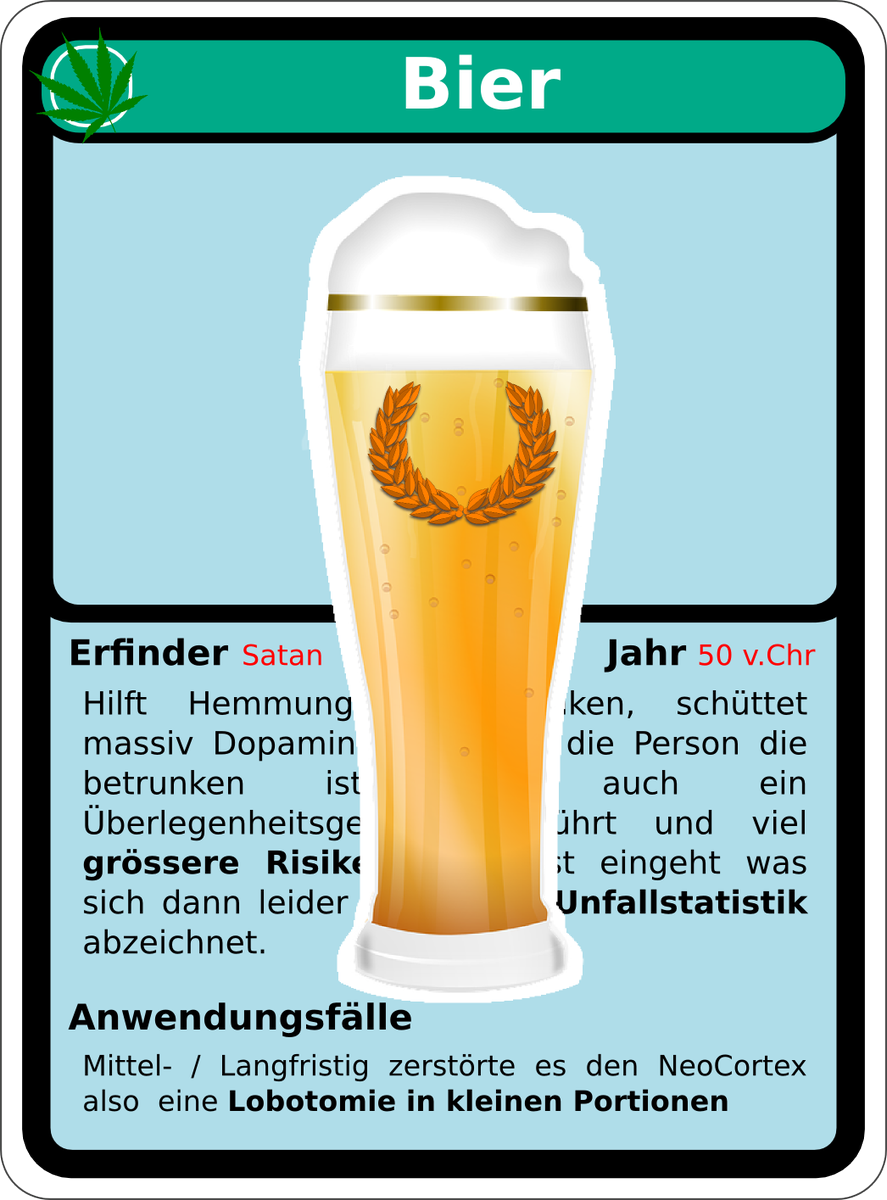 Bier
Erfinder Satan Jahr 50 v.Chr
Hilft Hemmung ken, schüttet
massiv Dopamin die Person die
betrunken ist auch ein
Überlegenheitsge ührt und viel
grössere Risike st eingeht was
sich dann leider Unfallstatistik
abzeichnet.
Anwendungsfälle
Mittel- / Langfristig zerstörte es den NeoCortex
also eine Lobotomie in kleinen Portionen